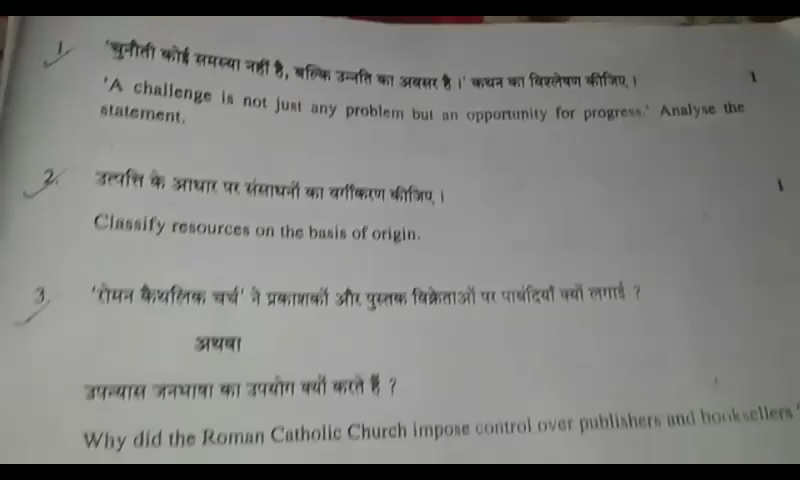 1. 'चुनौती कोई समस्या नहीं है, बल्कि उन्नति का अवसर है।' कथन का विश्लेषण कीजिए। 1
'A challenge is not just any problem but an opportunity for progress.' Analyse the
statement.
2. उत्पत्ति के आधार पर संसाधनों का वर्गीकरण कीजिए। 1
Classify resources on the basis of origin.
3. 'रोमन कैथलिक चर्च' ने प्रकाशकों और पुस्तक विक्रेताओं पर पाबंदियाँ क्यों लगाई ?
अथवा
उपन्यास जनभाषा का उपयोग क्यों करते हैं ?
Why did the Roman Catholic Church impose control over publishers and booksellers ?